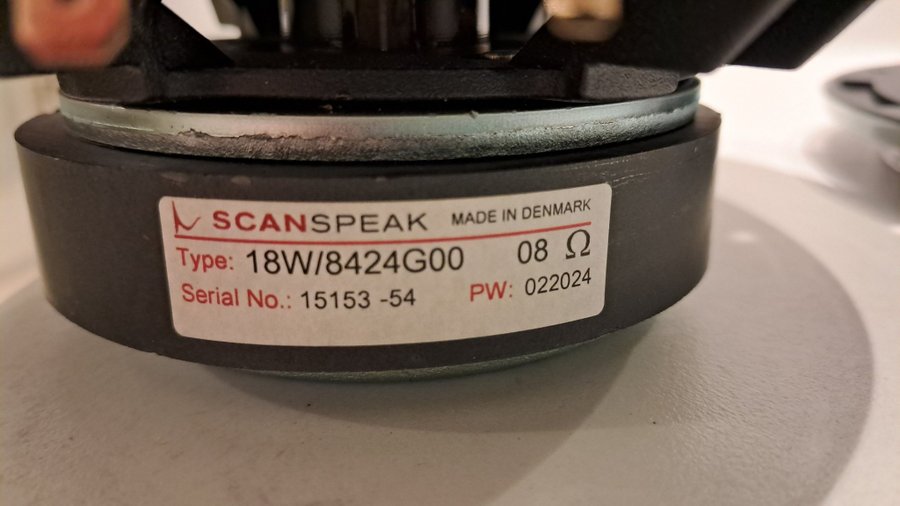 SCANSPEAK MADE IN DENMARK
Type: 18W/8424G00 08 Ω
Serial No.: 15153 -54 PW: 022024